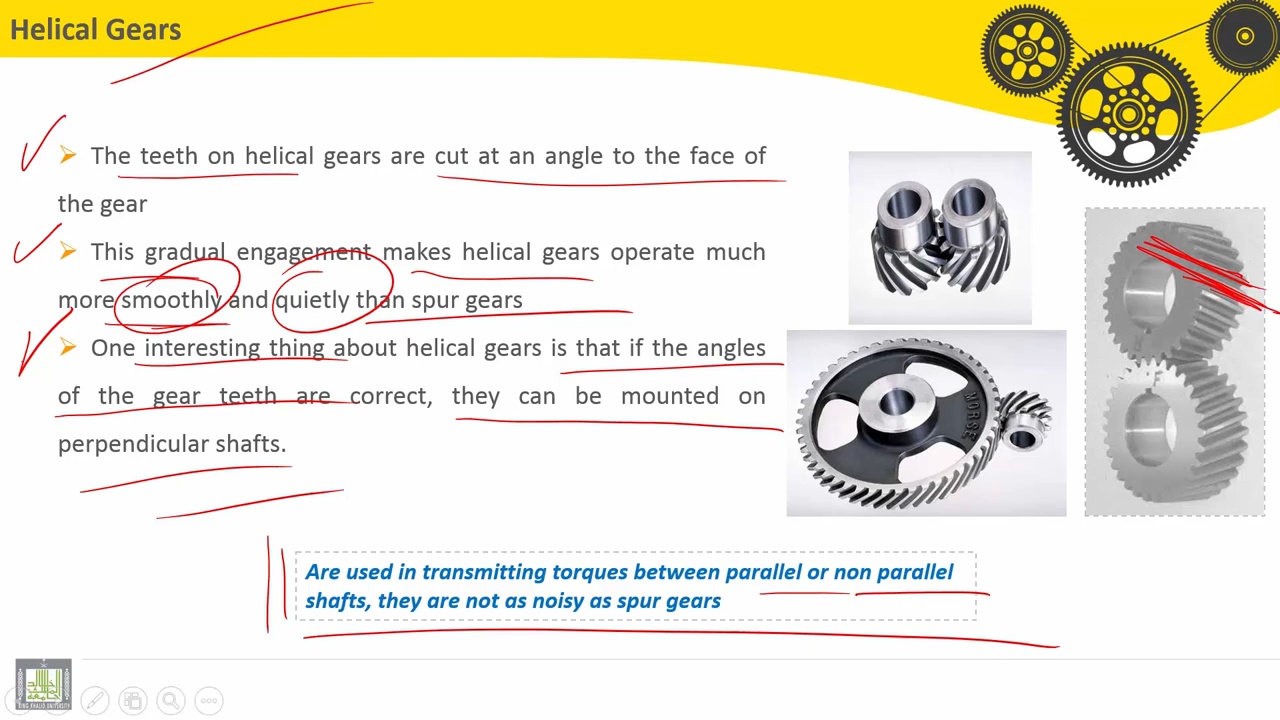 Helical Gears
The teeth on helical gears are cut at an angle to the face of
the gear
This gradual engagement makes helical gears operate much
more smoothly and quietly than spur gears
One interesting thing about helical gears is that if the angles
of the gear teeth are correct, they can be mounted on
perpendicular shafts.
MORSE
Are used in transmitting torques between parallel or non parallel
shafts, they are not as noisy as spur gears
KING KHALID UNIVERSITY